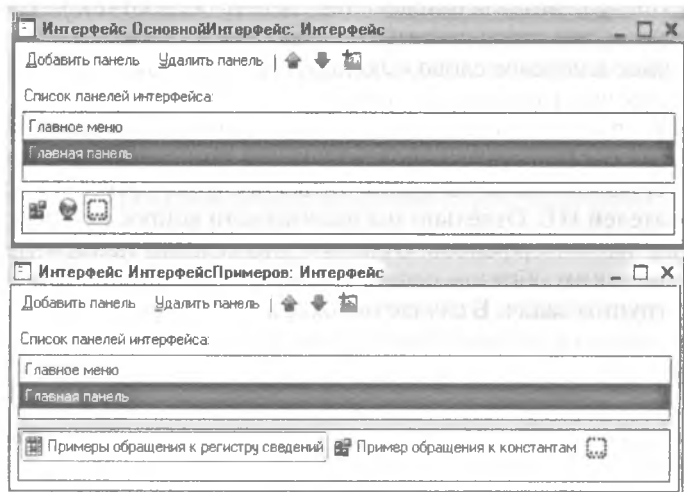 Интерфейс ОсновнойИнтерфейс: Интерфейс
Добавить панель Удалить панель
Список панелей интерфейса:
Главное меню
Главная панель
Интерфейс ИнтерфейсПримеров: Интерфейс
Добавить панель Удалить панель
Список панелей интерфейса:
Главное меню
Главная панель
Примеры обращения к регистру сведений Пример обращения к константам